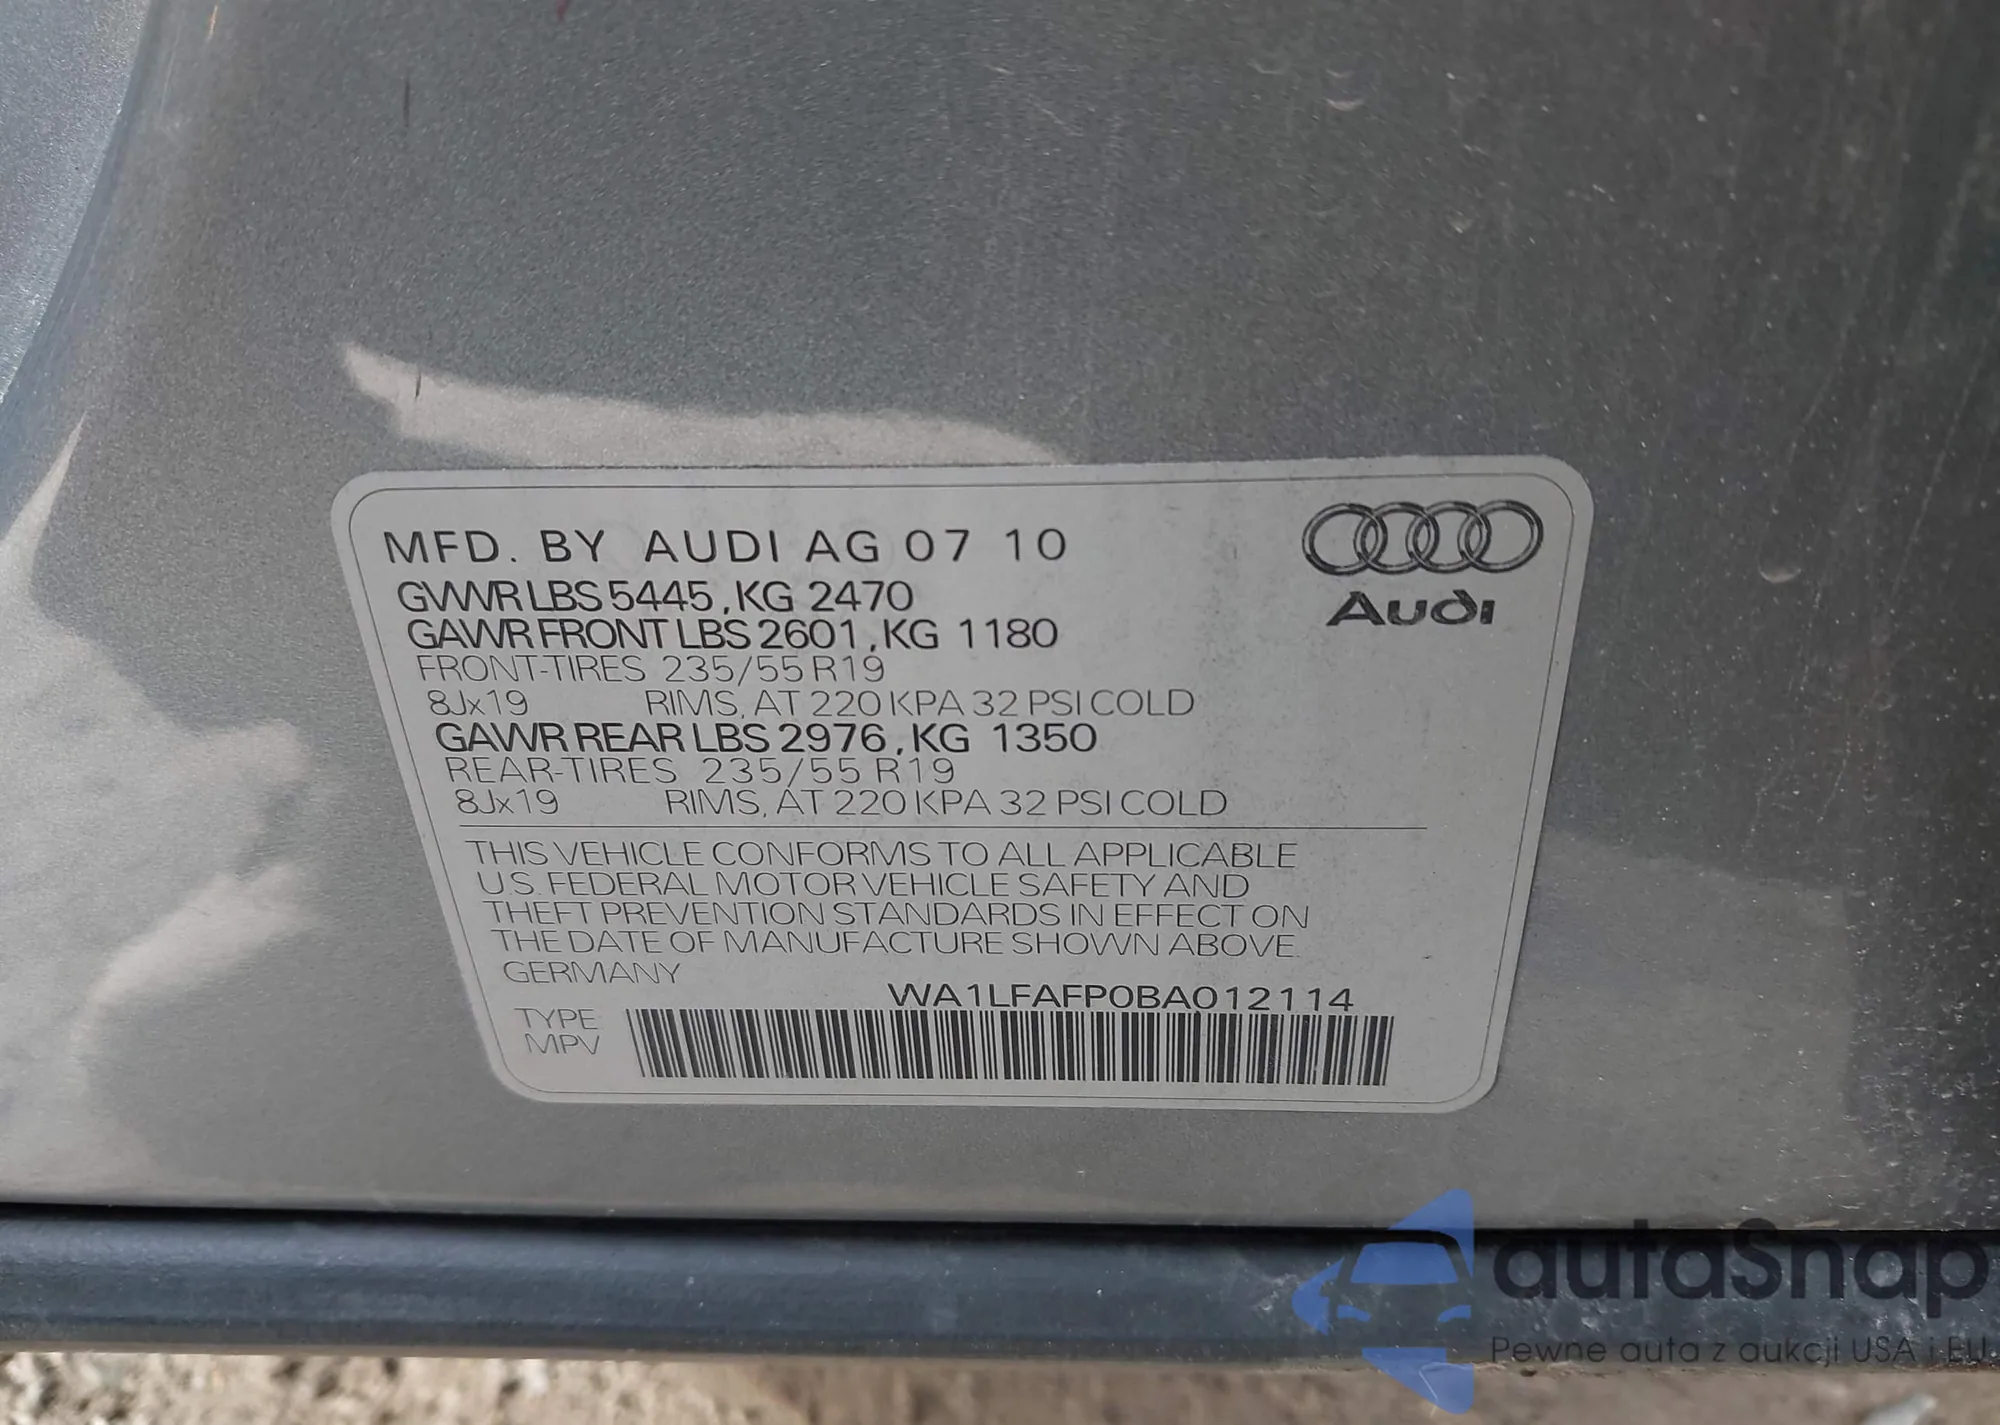 MFD. BY AUDI AG 07 10
GVWR LBS 5445, KG 2470
GAWR FRONT LBS 2601, KG 1180
FRONT-TIRES 235/55 R19
8Jx19 RIMS, AT 220 KPA 32 PSI COLD
GAWR REAR LBS 2976, KG 1350
REAR-TIRES 235/55 R19
8Jx19 RIMS, AT 220 KPA 32 PSI COLD
Audi
THIS VEHICLE CONFORMS TO ALL APPLICABLE
U.S. FEDERAL MOTOR VEHICLE SAFETY AND
THEFT PREVENTION STANDARDS IN EFFECT ON
THE DATE OF MANUFACTURE SHOWN ABOVE.
GERMANY
WA1LFAFP0BA012114
TYPE
MPV
autaSnap
Pewne auta z aukcji USA i EU